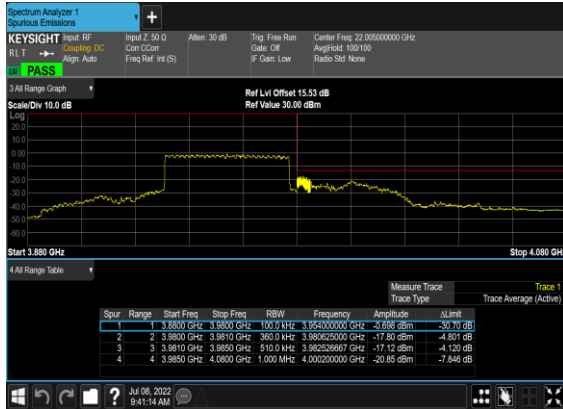 Spectrum Analyzer 1
Spurious Emissions
KEYSIGHT Input: RF Input Z: 50 Ω Atten: 30 dB Trig: Free Run Center Freq: 22.005000000 GHz
RLT Coupling: DC Corr CCorr Gate: Off Avg|Hold: 100/100
Align: Auto Freq Ref: Int (S) IF Gain: Low Radio Std: None
PASS
3 All Range Graph Ref Lvl Offset 15.53 dB
Scale/Div 10.0 dB Ref Value 30.00 dBm
Log
20.0
10.0
0.00
-10.0
-20.0
-30.0
-40.0
-50.0
-60.0
Start 3.880 GHz Stop 4.080 GHz
4 All Range Table
Measure Trace Trace 1
Trace Type Trace Average (Active)
Spur Range Start Freq Stop Freq RBW Frequency Amplitude ΔLimit
1 1 3.8800 GHz 3.9800 GHz 100.0 kHz 3.954000000 GHz -0.698 dBm -30.70 dB
2 2 3.9800 GHz 3.9810 GHz 360.0 kHz 3.980625000 GHz -17.80 dBm -4.801 dB
3 3 3.9810 GHz 3.9850 GHz 510.0 kHz 3.982526667 GHz -17.12 dBm -4.120 dB
4 4 3.9850 GHz 4.0800 GHz 1.000 MHz 4.000200000 GHz -20.85 dBm -7.846 dB
? Jul 08, 2022
9:41:14 AM